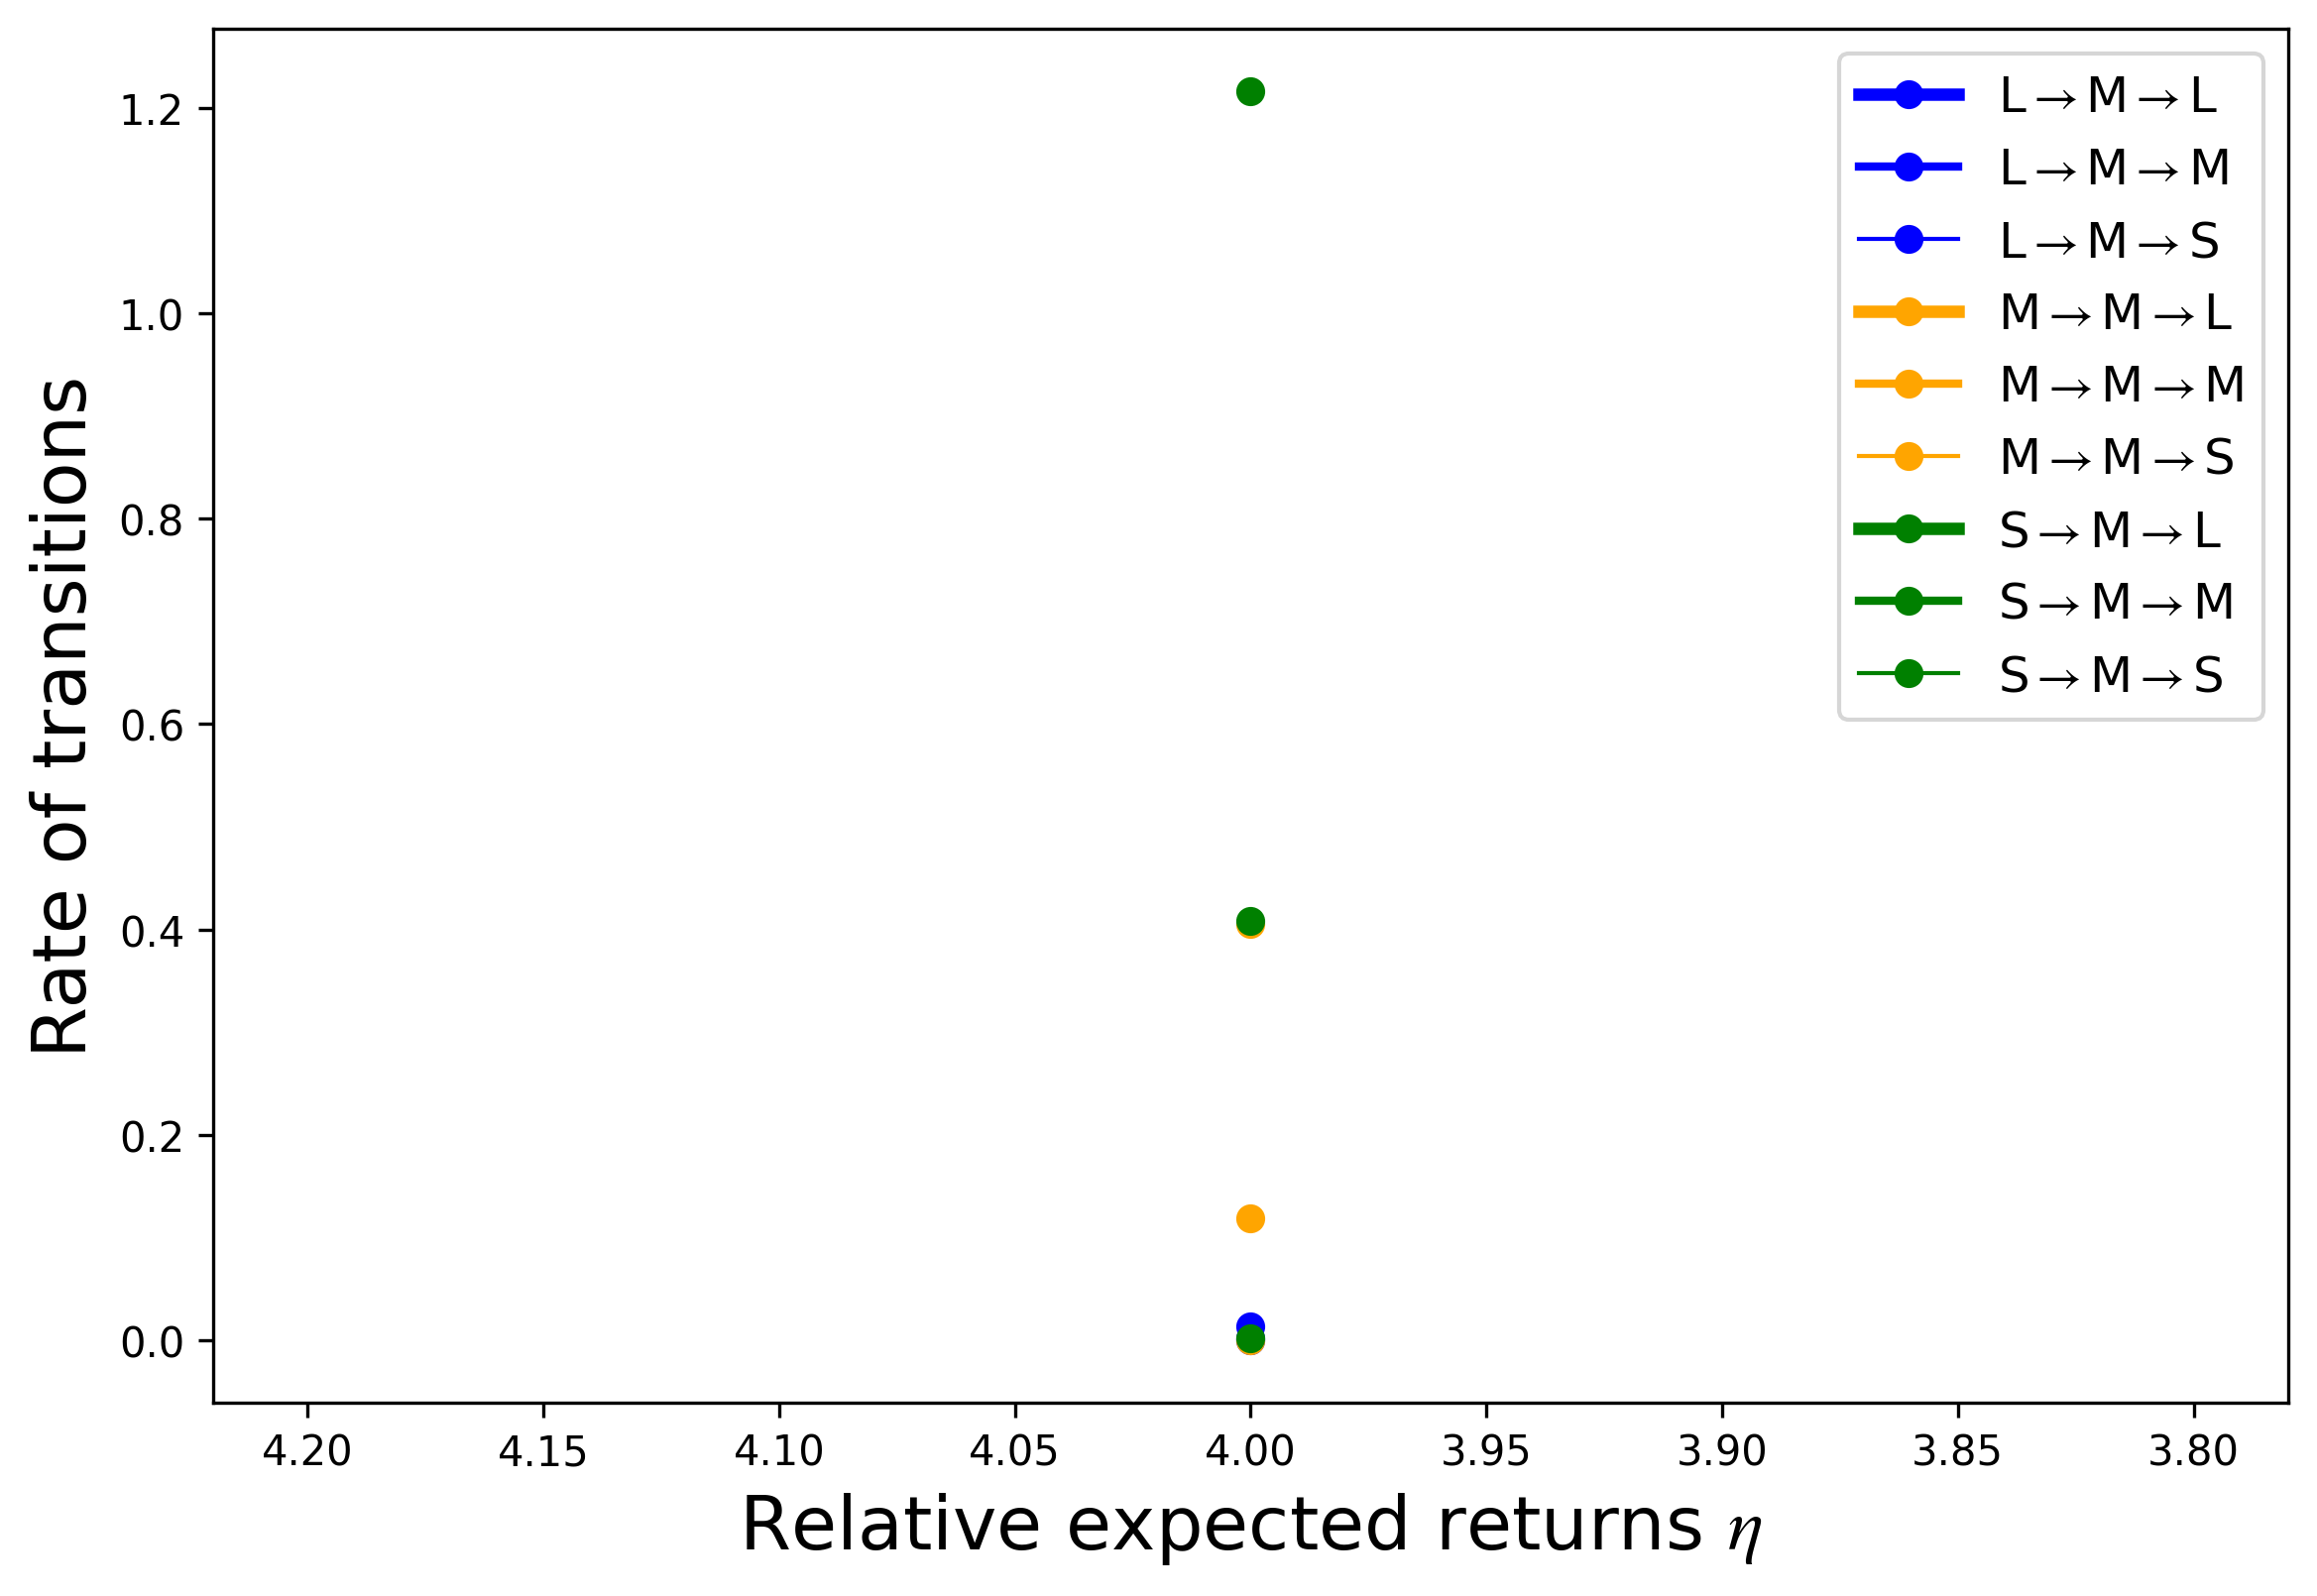 1.2
1.0
0.8
0.6
0.4
0.2
0.0
Rate of transitions
4.20 4.15 4.10 4.05 4.00 3.95 3.90 3.85 3.80
Relative expected returns η
L→M→L
L→M→M
L→M→S
M→M→L
M→M→M
M→M→S
S→M→L
S→M→M
S→M→S